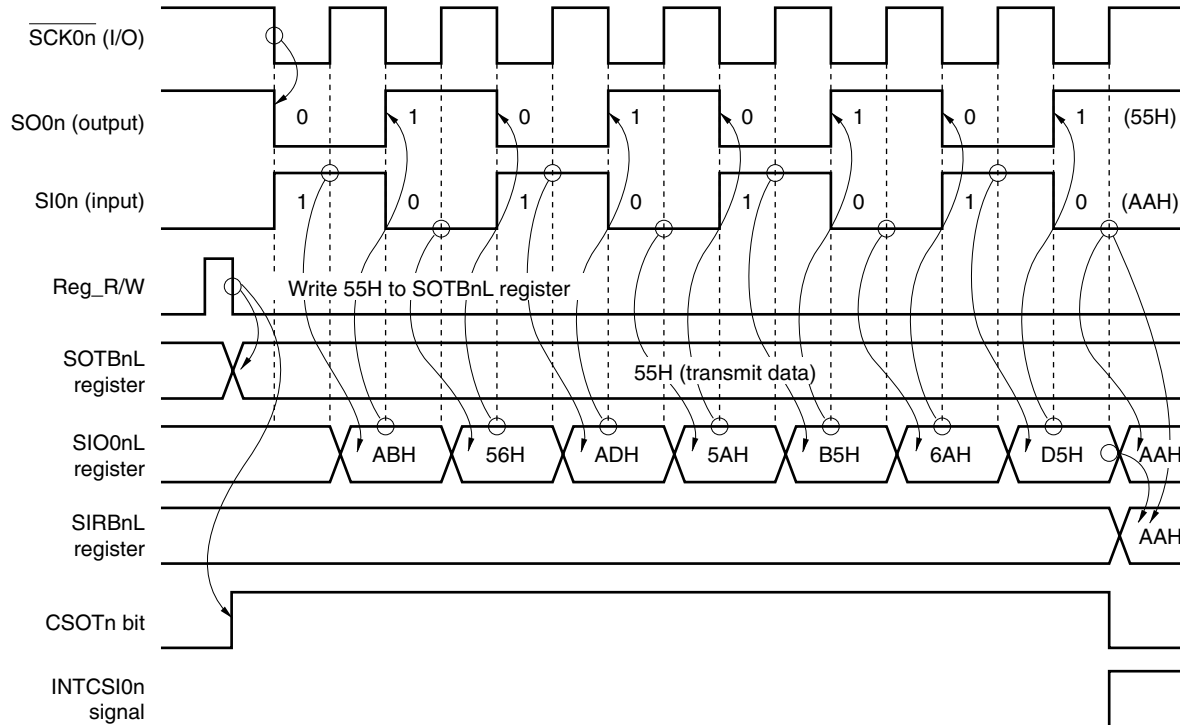 SCK0n (I/O)
SO0n (output)
0 1 0 1 0 1 0 1 (55H)
SI0n (input)
1 0 1 0 1 0 1 0 (AAH)
Reg_R/W
Write 55H to SOTBnL register
SOTBnL
register
55H (transmit data)
SIO0nL
register
ABH 56H ADH 5AH B5H 6AH D5H AAH
SIRBnL
register
AAH
CSOTn bit
INTCSI0n
signal